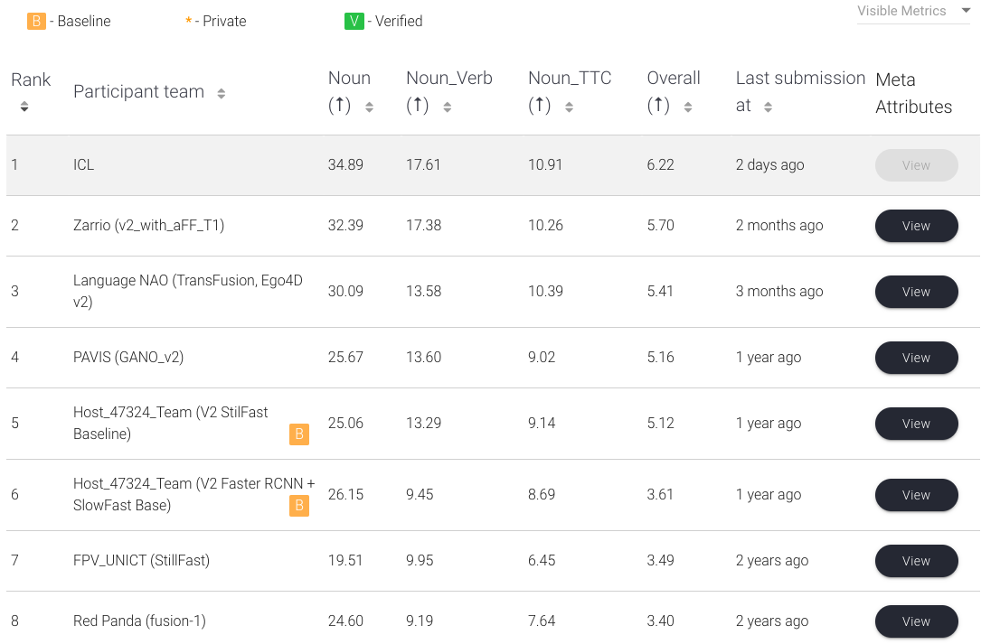 B - Baseline * - Private V - Verified Visible Metrics
Rank Participant team Noun (↑) Noun_Verb (↑) Noun_TTC (↑) Overall (↑) Last submission at Meta Attributes
1 ICL 34.89 17.61 10.91 6.22 2 days ago View
2 Zarrio (v2_with_aFF_T1) 32.39 17.38 10.26 5.70 2 months ago View
3 Language NAO (TransFusion, Ego4D v2) 30.09 13.58 10.39 5.41 3 months ago View
4 PAVIS (GANO_v2) 25.67 13.60 9.02 5.16 1 year ago View
5 Host_47324_Team (V2 StilFast Baseline) B 25.06 13.29 9.14 5.12 1 year ago View
6 Host_47324_Team (V2 Faster RCNN + SlowFast Base) B 26.15 9.45 8.69 3.61 1 year ago View
7 FPV_UNICT (StillFast) 19.51 9.95 6.45 3.49 2 years ago View
8 Red Panda (fusion-1) 24.60 9.19 7.64 3.40 2 years ago View